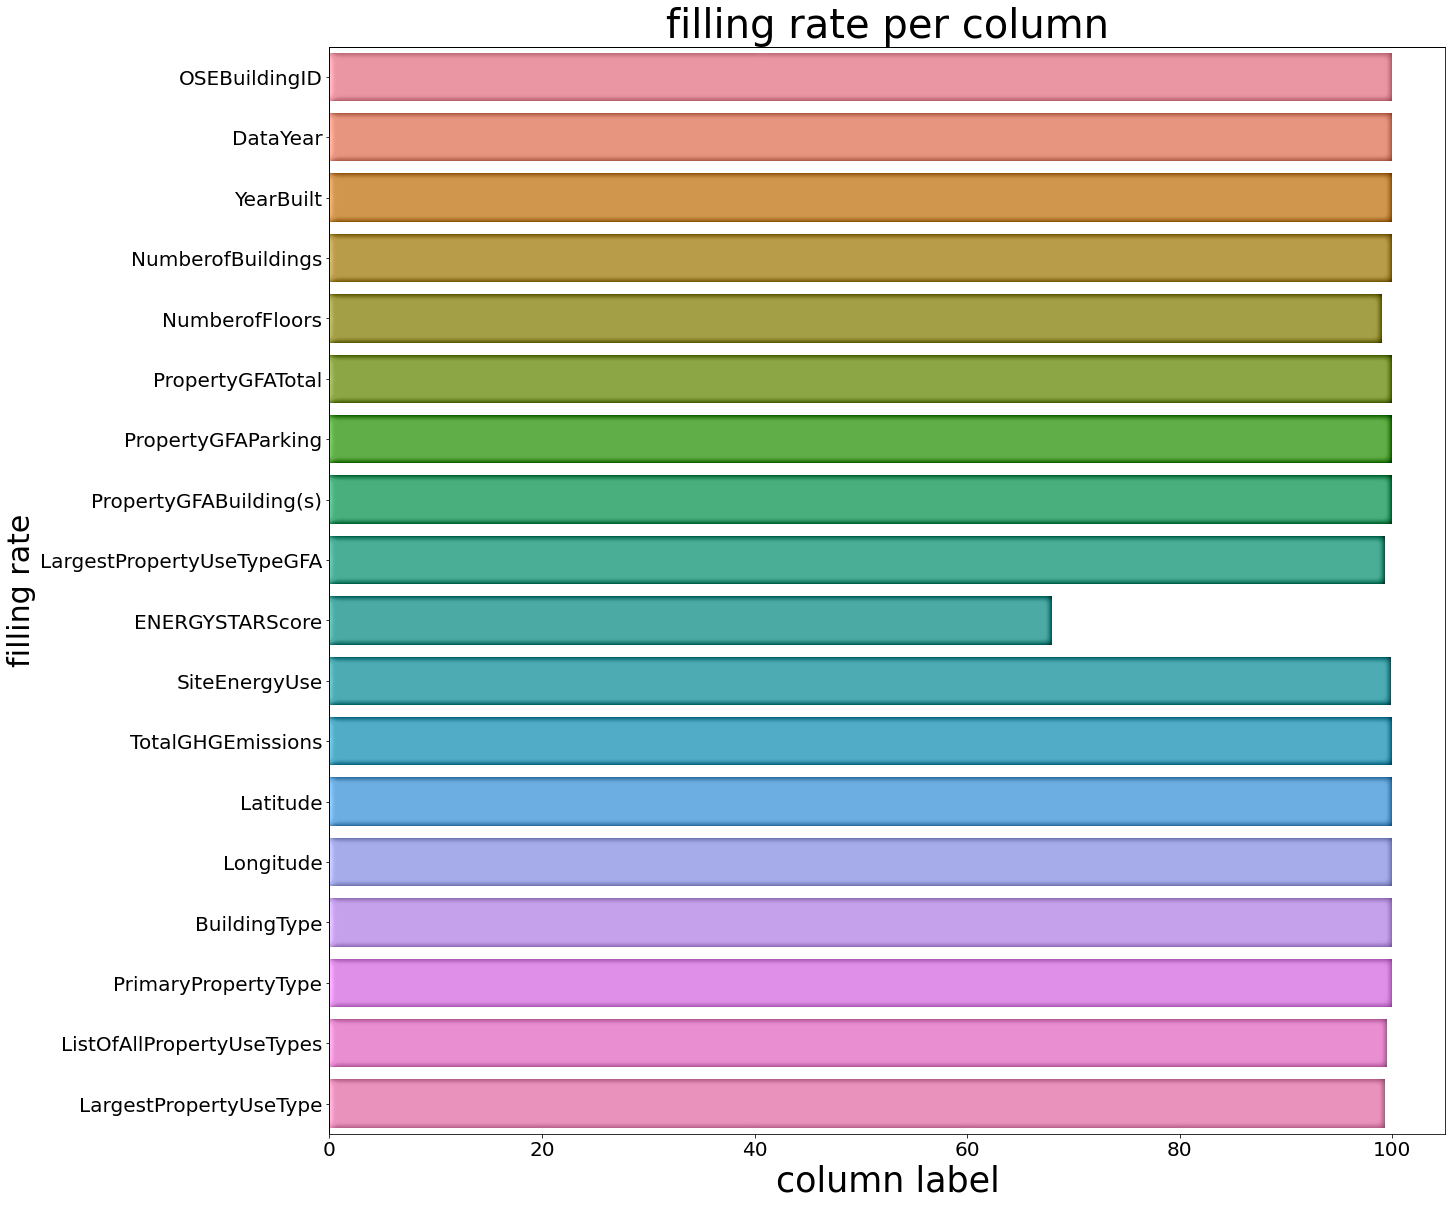 filling rate per column
OSEBuildingID
DataYear
YearBuilt
NumberofBuildings
NumberofFloors
PropertyGFATotal
PropertyGFAParking
PropertyGFABuilding(s)
LargestPropertyUseTypeGFA
ENERGYSTARScore
SiteEnergyUse
TotalGHGEmissions
Latitude
Longitude
BuildingType
PrimaryPropertyType
ListOfAllPropertyUseTypes
LargestPropertyUseType
filling rate
0 20 40 60 80 100
column label